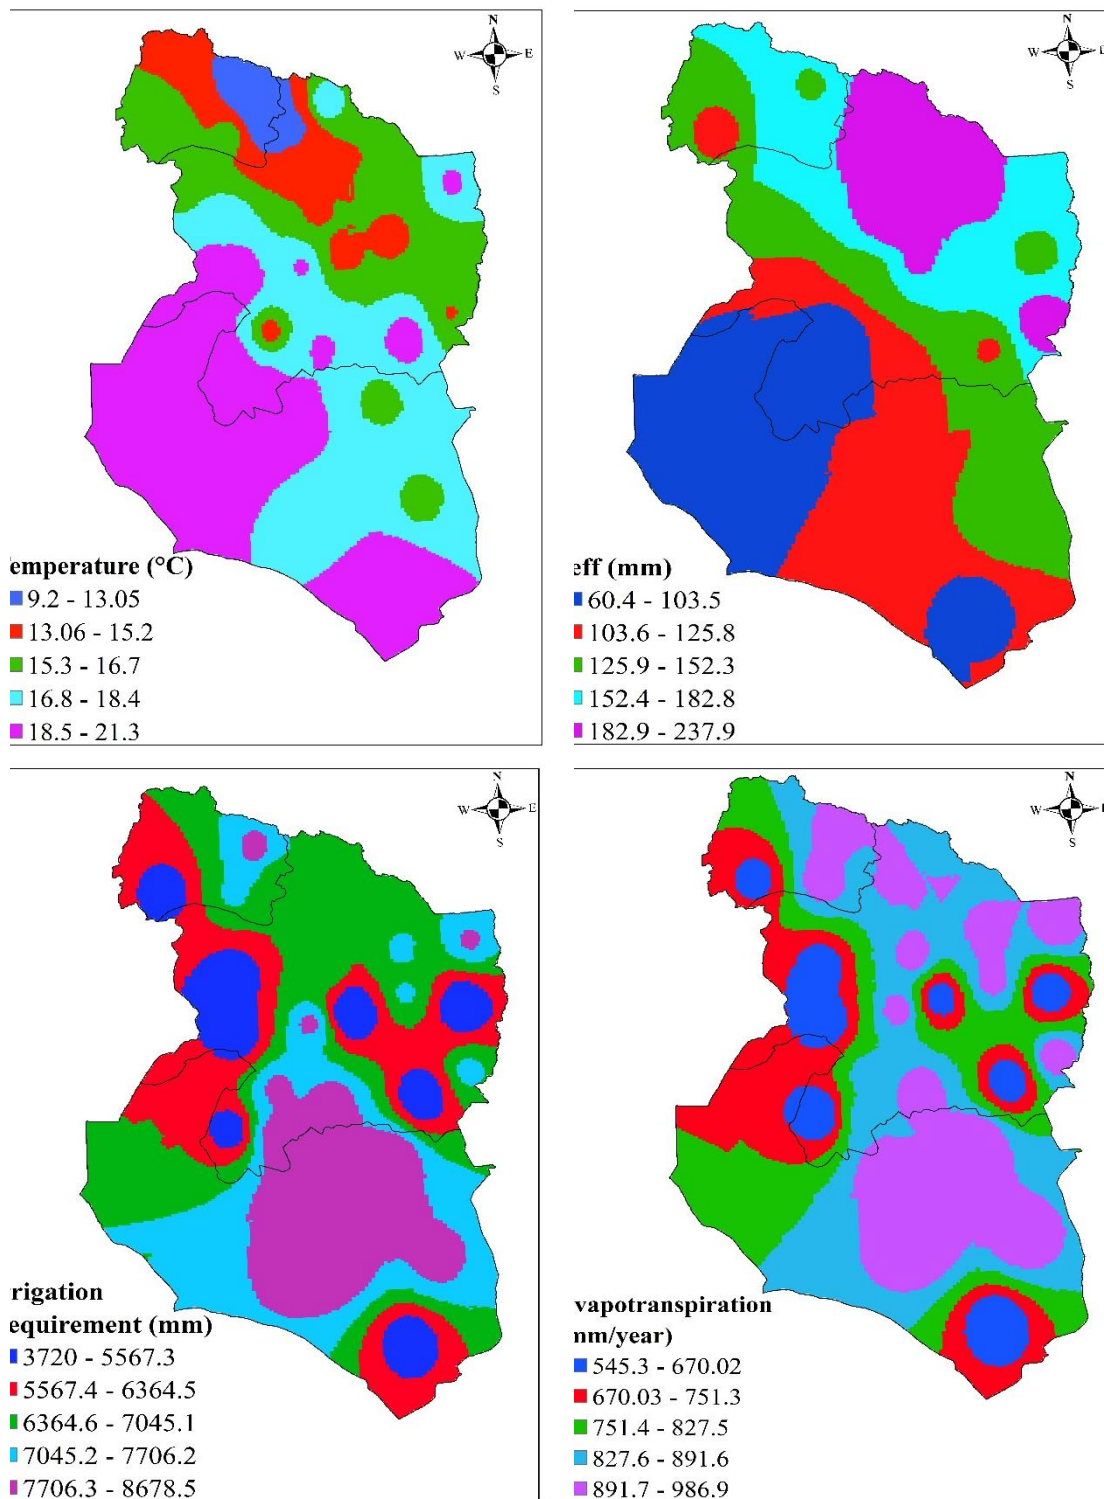 N
W E
S
emperature (°C)
9.2 - 13.05
13.06 - 15.2
15.3 - 16.7
16.8 - 18.4
18.5 - 21.3
N
W E
S
eff (mm)
60.4 - 103.5
103.6 - 125.8
125.9 - 152.3
152.4 - 182.8
182.9 - 237.9
N
W E
S
rrigation
equirement (mm)
3720 - 5567.3
5567.4 - 6364.5
6364.6 - 7045.1
7045.2 - 7706.2
7706.3 - 8678.5
N
W E
S
vapotranspiration
mm/year)
545.3 - 670.02
670.03 - 751.3
751.4 - 827.5
827.6 - 891.6
891.7 - 986.9